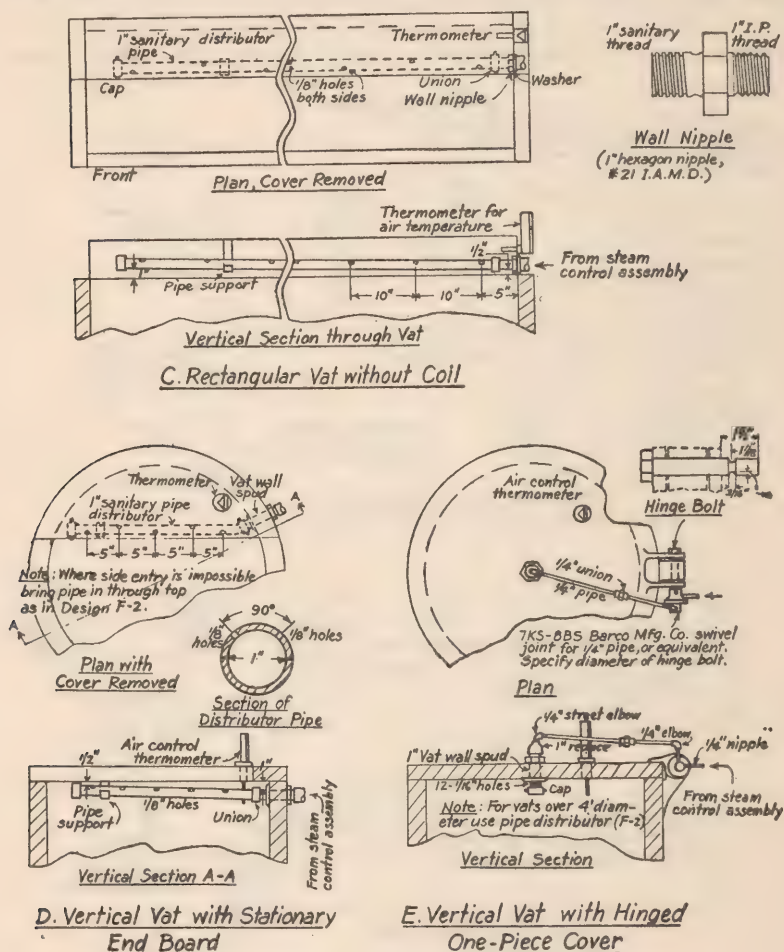 1" sanitary distributor
pipe
Thermometer
Cap
1/8" holes
both sides
Union
Wall nipple
Washer
Front
Plan, Cover Removed
1" sanitary
thread
1" I.P.
thread
Wall Nipple
(1" hexagon nipple,
#21 I.A.M.D.)
Thermometer for
air temperature
1/2"
From steam
control assembly
1"
Pipe support
10"
10"
5"
Vertical Section through Vat
C. Rectangular Vat without Coil
Thermometer
Vat wall
spud
A
1" sanitary pipe
distributor
5"
5"
5"
5"
Note: Where side entry is impossible
bring pipe in through top
as in Design F-2.
A
Plan with
Cover Removed
90°
1/8"
holes
1/8" holes
1"
Section of
Distributor Pipe
Air control
thermometer
1/2"
1"
Pipe
support
1/8" holes
Union
From steam
control assembly
Vertical Section A-A
D. Vertical Vat with Stationary
End Board
Air control
thermometer
Hinge Bolt
1/4" union
1/4" pipe
7KS-8BS Barco Mfg. Co. swivel
joint for 1/4" pipe, or equivalent.
Specify diameter of hinge bolt.
Plan
1/4" street elbow
1" reduce
1/4" elbow
1/4" nipple
1" Vat wall spud
12-1/16" holes
Cap
From steam
control assembly
Note: For vats over 4' diam-
eter use pipe distributor (F-2)
Vertical Section
E. Vertical Vat with Hinged
One-Piece Cover